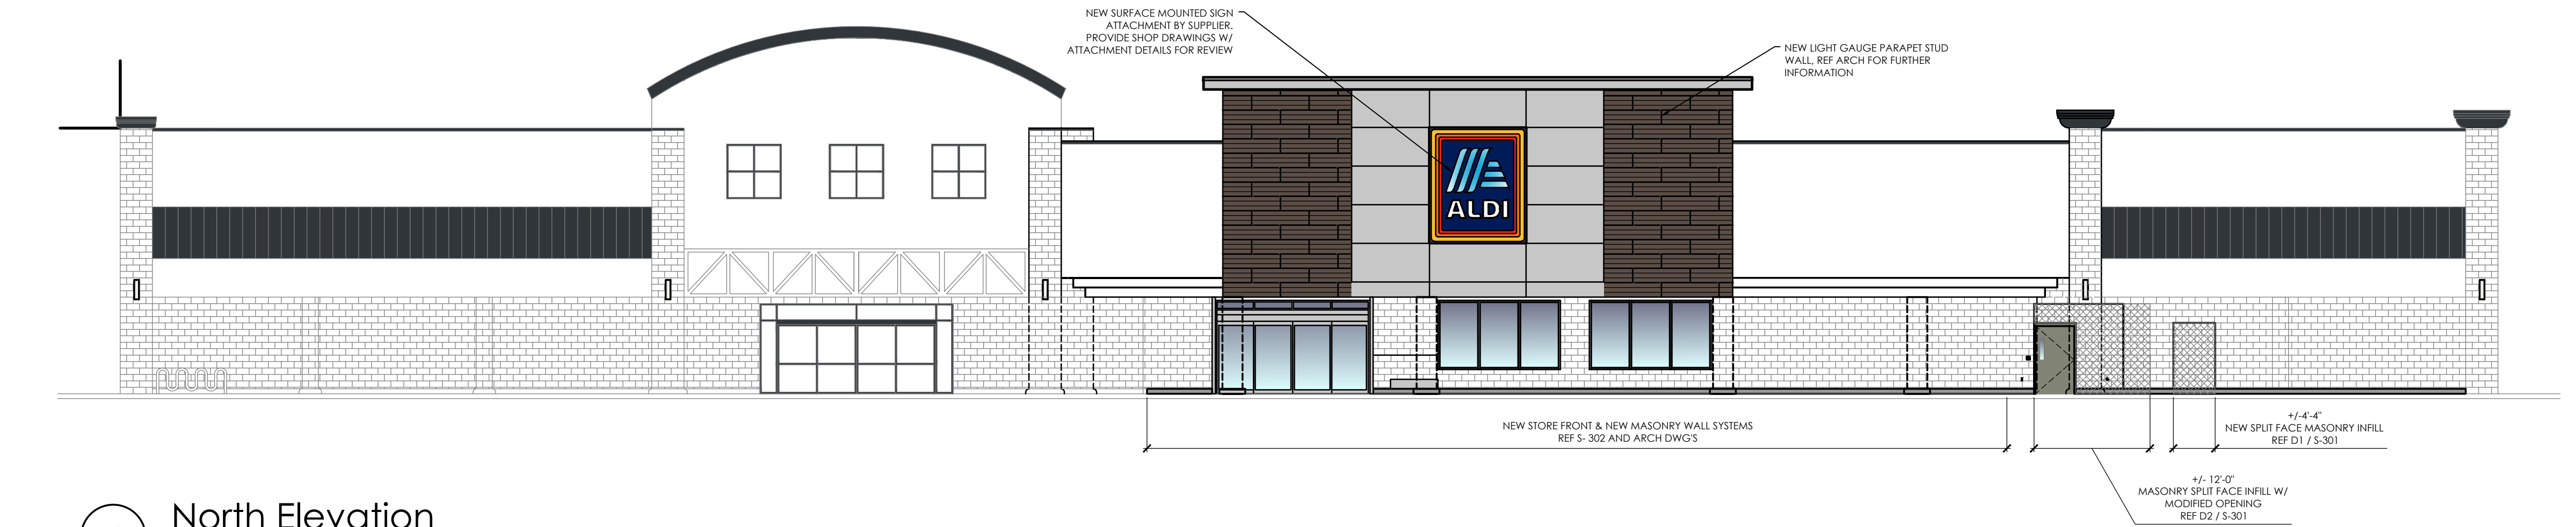 NEW SURFACE MOUNTED SIGN
ATTACHMENT BY SUPPLIER.
PROVIDE SHOP DRAWINGS W/
ATTACHMENT DETAILS FOR REVIEW
NEW LIGHT GAUGE PARAPET STUD
WALL, REF ARCH FOR FURTHER
INFORMATION
ALDI
NEW STORE FRONT & NEW MASONRY WALL SYSTEMS
REF S- 302 AND ARCH DWG'S
+/-4'-4"
NEW SPLIT FACE MASONRY INFILL
REF D1 / S-301
+/- 12'-0"
MASONRY SPLIT FACE INFILL W/
MODIFIED OPENING
REF D2 / S-301
North Elevation